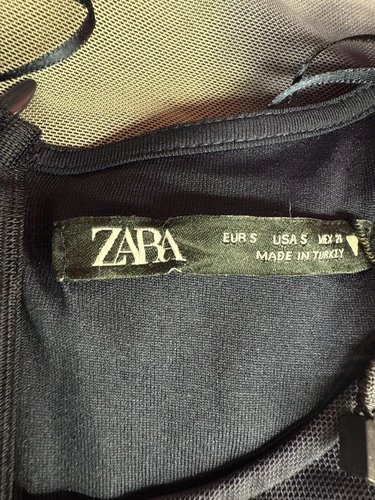 ZARA
EUR S USA S MEX 26
MADE IN TURKEY